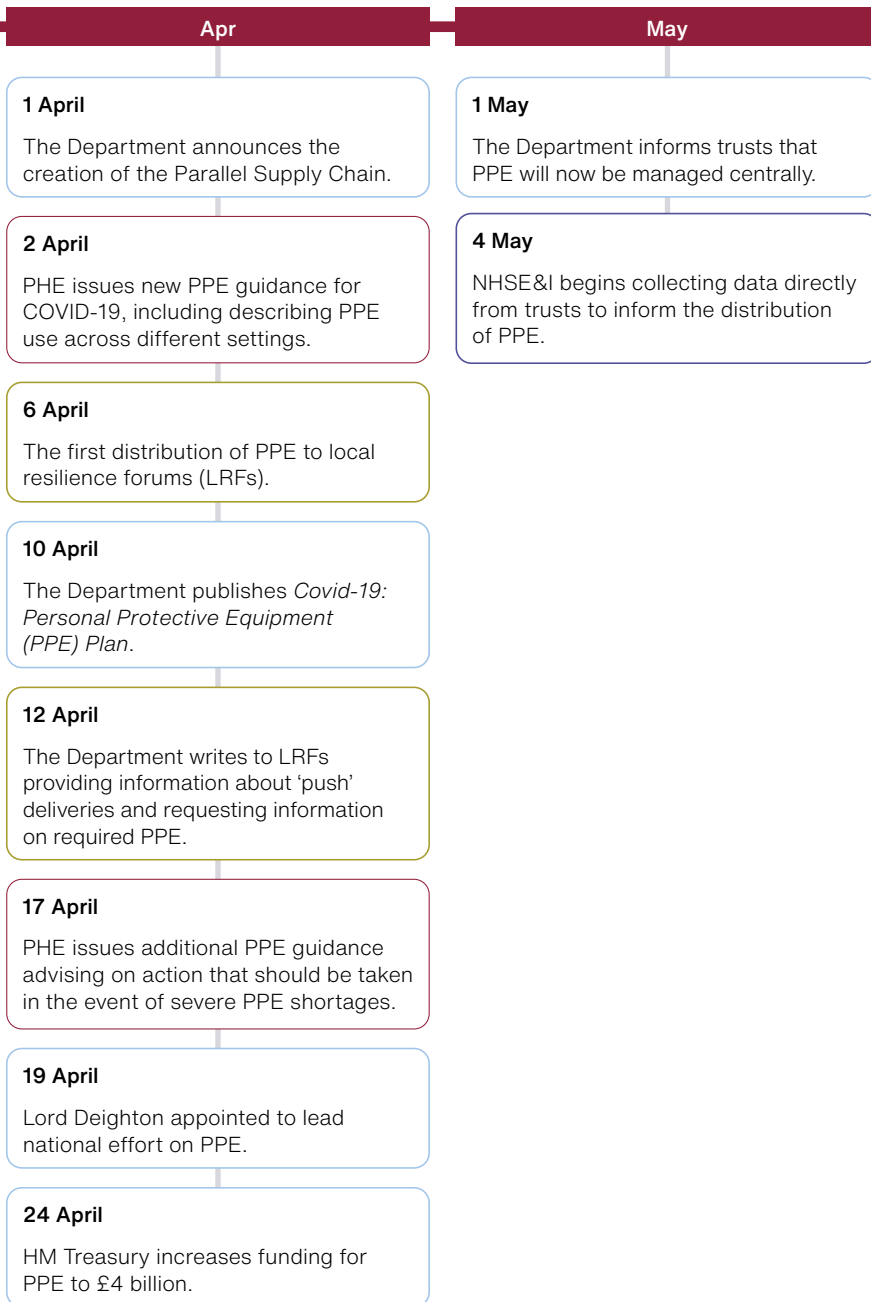 Apr
1 April
The Department announces the
creation of the Parallel Supply Chain.
2 April
PHE issues new PPE guidance for
COVID-19, including describing PPE
use across different settings.
6 April
The first distribution of PPE to local
resilience forums (LRFs).
10 April
The Department publishes Covid-19:
Personal Protective Equipment
(PPE) Plan.
12 April
The Department writes to LRFs
providing information about ‘push’
deliveries and requesting information
on required PPE.
17 April
PHE issues additional PPE guidance
advising on action that should be taken
in the event of severe PPE shortages.
19 April
Lord Deighton appointed to lead
national effort on PPE.
24 April
HM Treasury increases funding for
PPE to £4 billion.
May
1 May
The Department informs trusts that
PPE will now be managed centrally.
4 May
NHSE&I begins collecting data directly
from trusts to inform the distribution
of PPE.